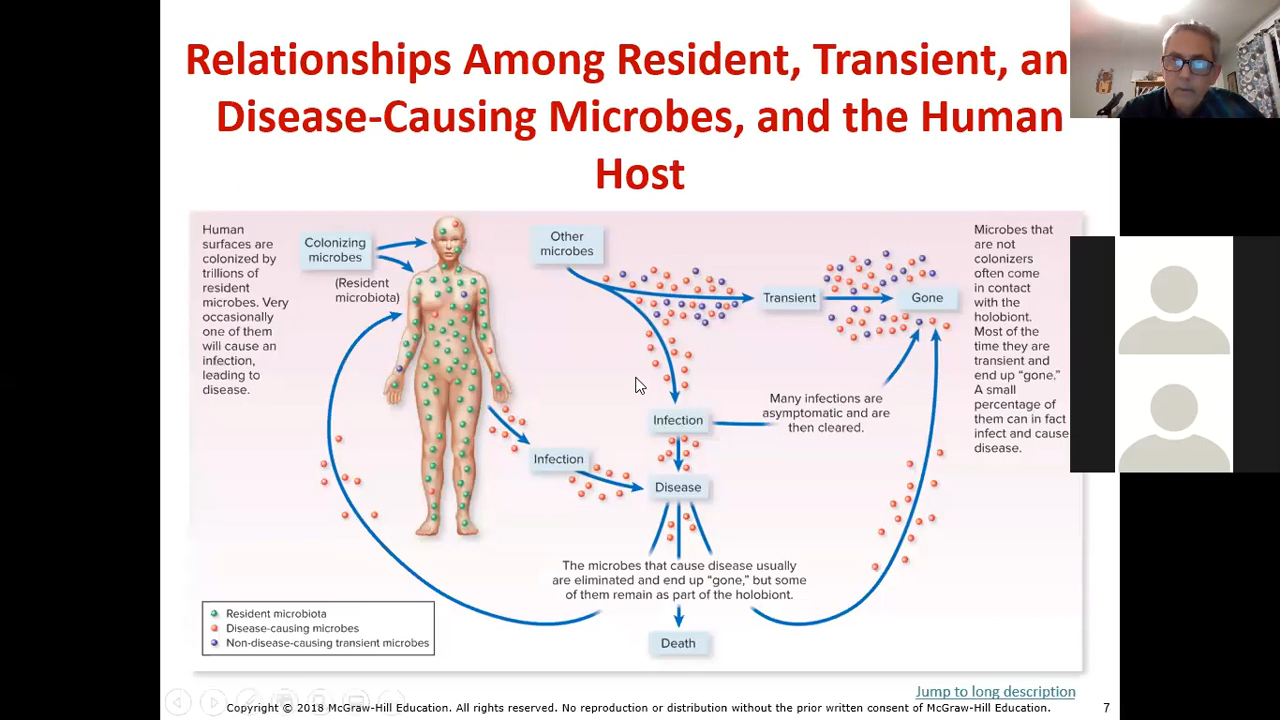 Relationships Among Resident, Transient, an
Disease-Causing Microbes, and the Human
Host
Human
surfaces are
colonized by
trillions of
resident
microbes. Very
occasionally
one of them
will cause an
infection,
leading to
disease.
Colonizing
microbes
(Resident
microbiota)
Other
microbes
Transient
Gone
Microbes that
are not
colonizers
often come
in contact
with the
holobiont.
Most of the
time they are
transient and
end up “gone.”
A small
percentage of
them can in fact
infect and cause
disease.
Many infections are
asymptomatic and are
then cleared.
Infection
Infection
Disease
The microbes that cause disease usually
are eliminated and end up “gone,” but some
of them remain as part of the holobiont.
Death
Resident microbiota
Disease-causing microbes
Non-disease-causing transient microbes
Jump to long description
Copyright © 2018 McGraw-Hill Education. All rights reserved. No reproduction or distribution without the prior written consent of McGraw-Hill Education.
7